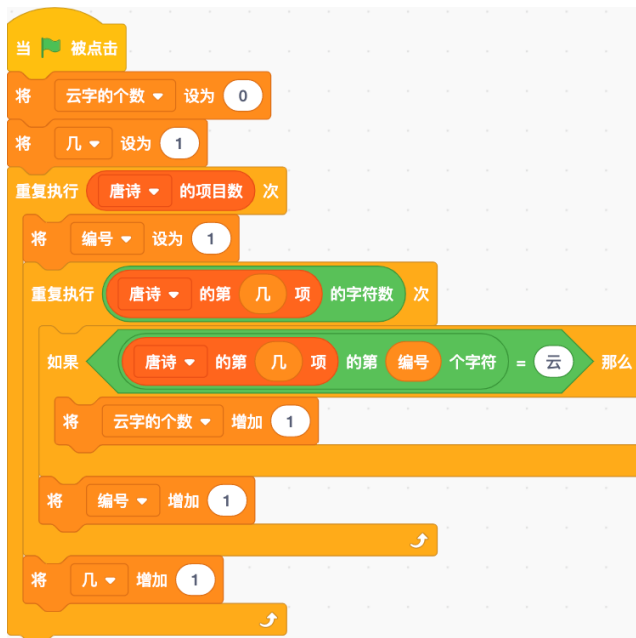 当 被点击
将 云字的个数 设为 0
将 几 设为 1
重复执行 唐诗 的项目数 次
将 编号 设为 1
重复执行 唐诗 的第 几 项 的字符数 次
如果 唐诗 的第 几 项 的第 编号 个字符 = 云 那么
将 云字的个数 增加 1
将 编号 增加 1
将 几 增加 1